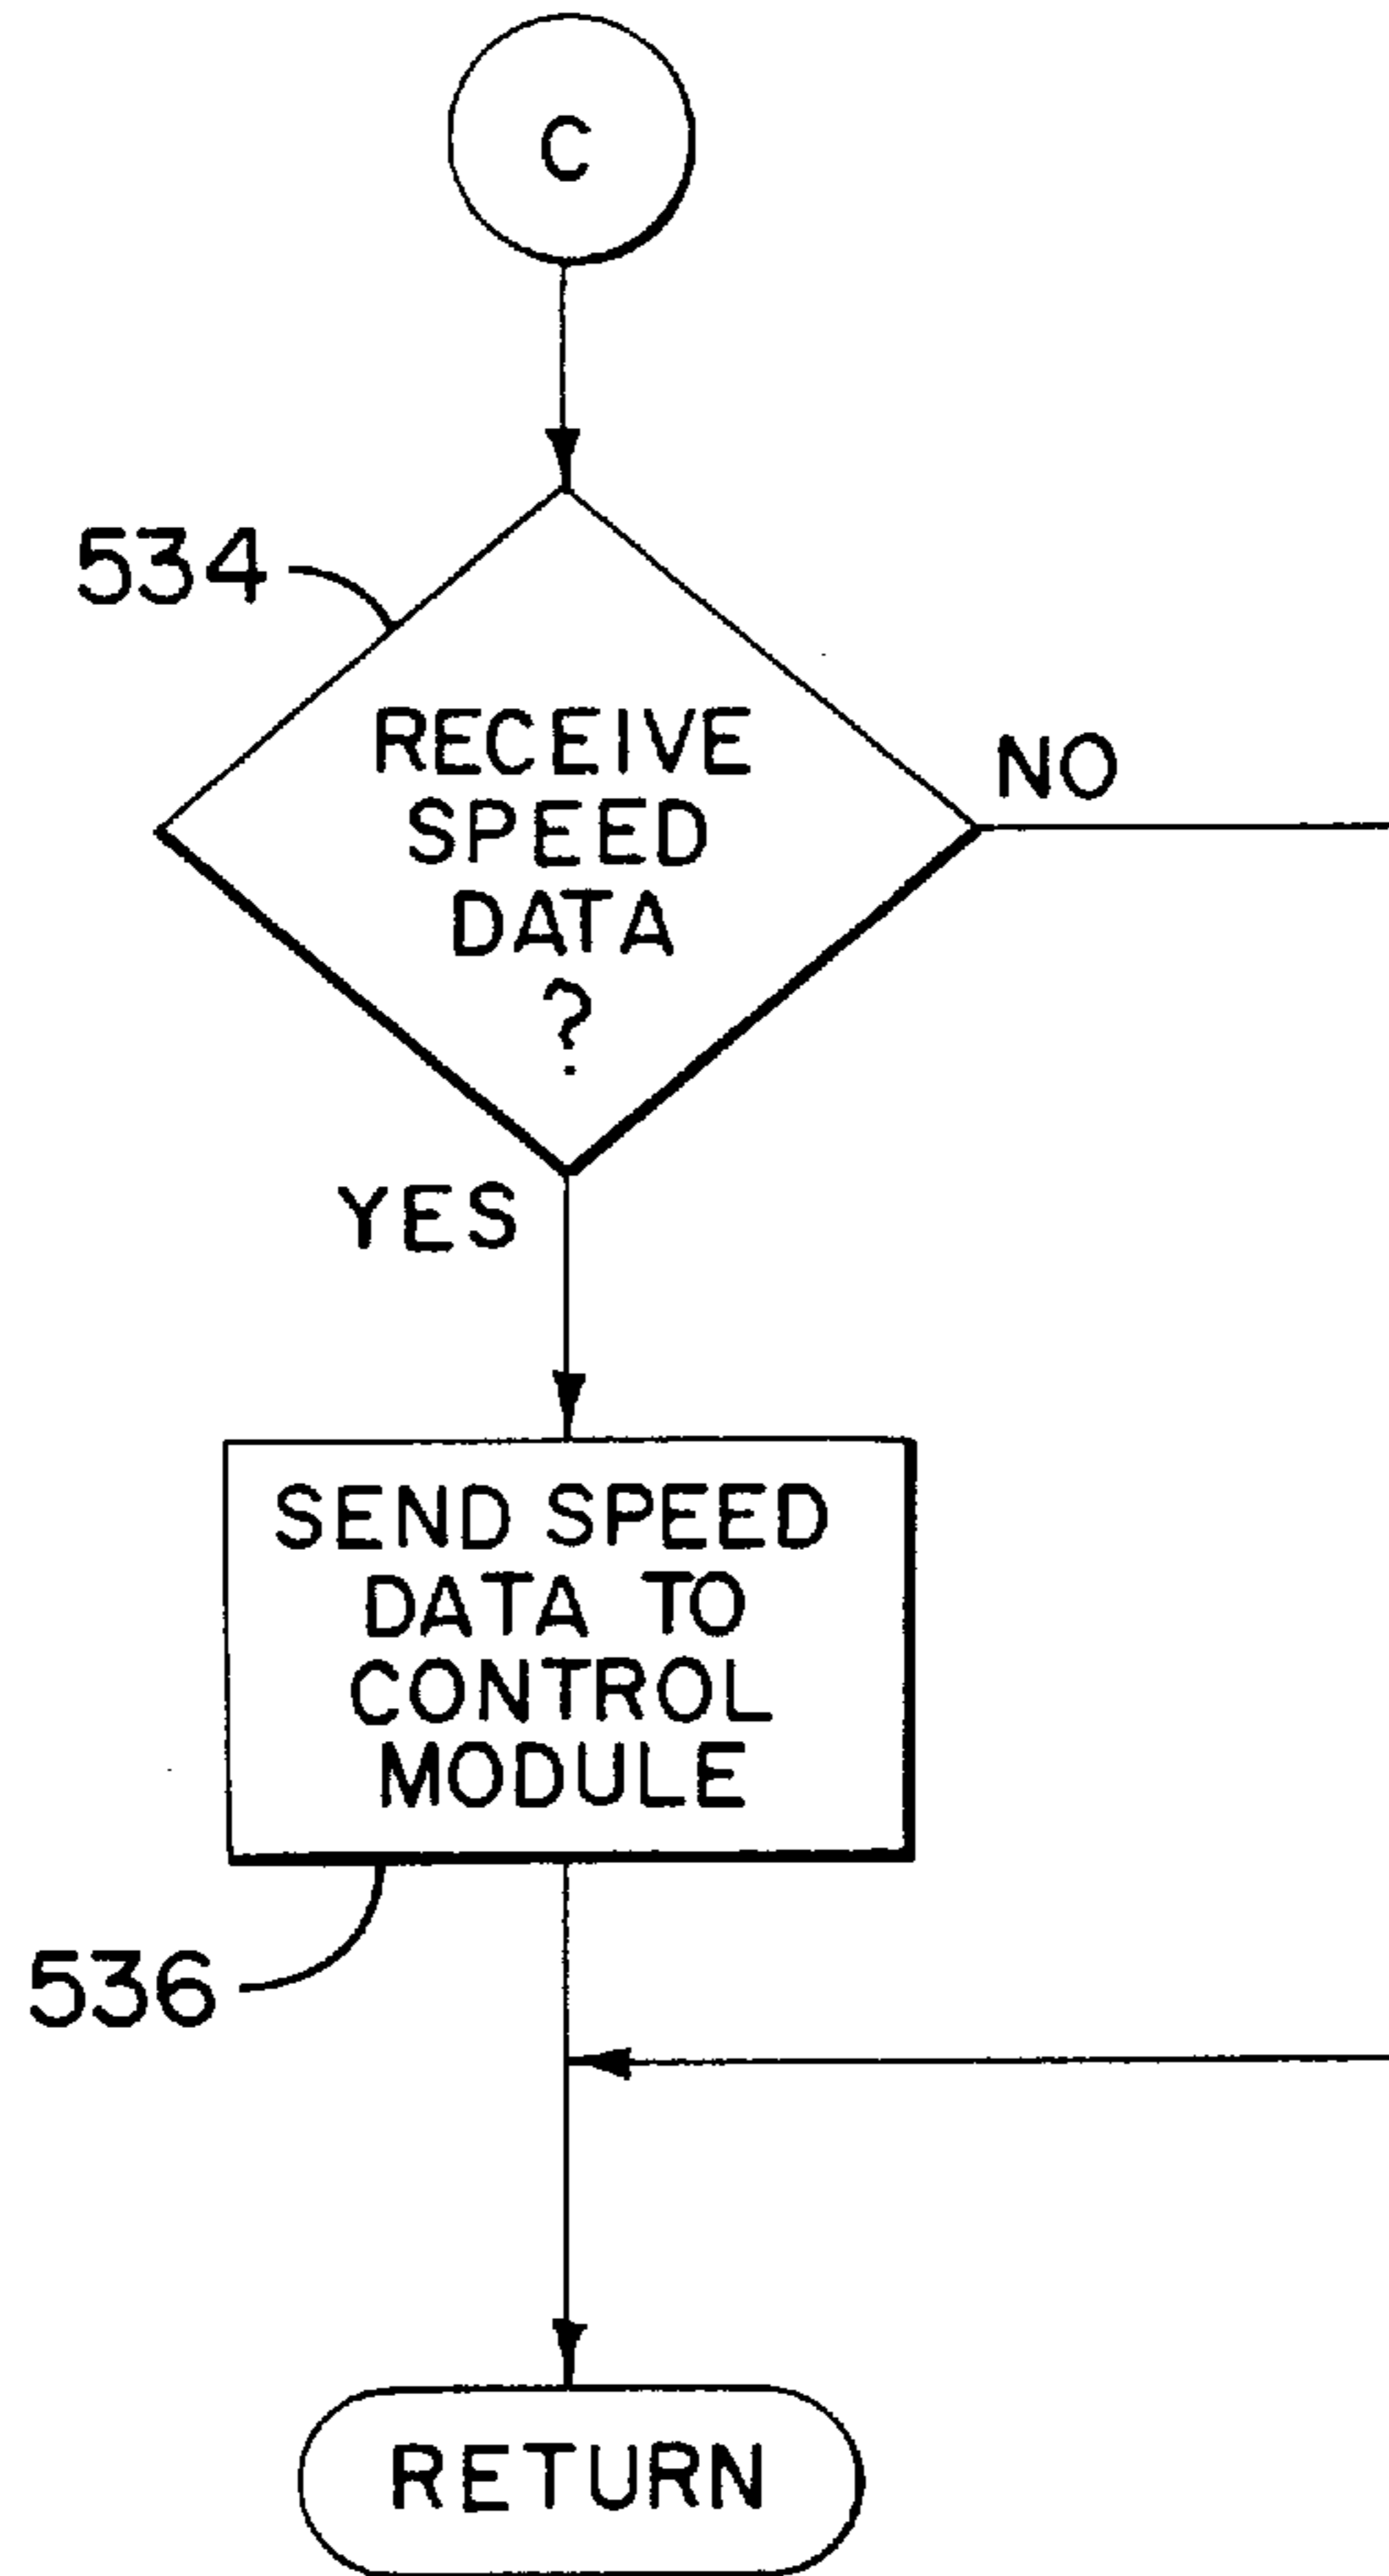 C
534
RECEIVE
SPEED
DATA
?
NO
YES
SEND SPEED
DATA TO
CONTROL
MODULE
536
RETURN